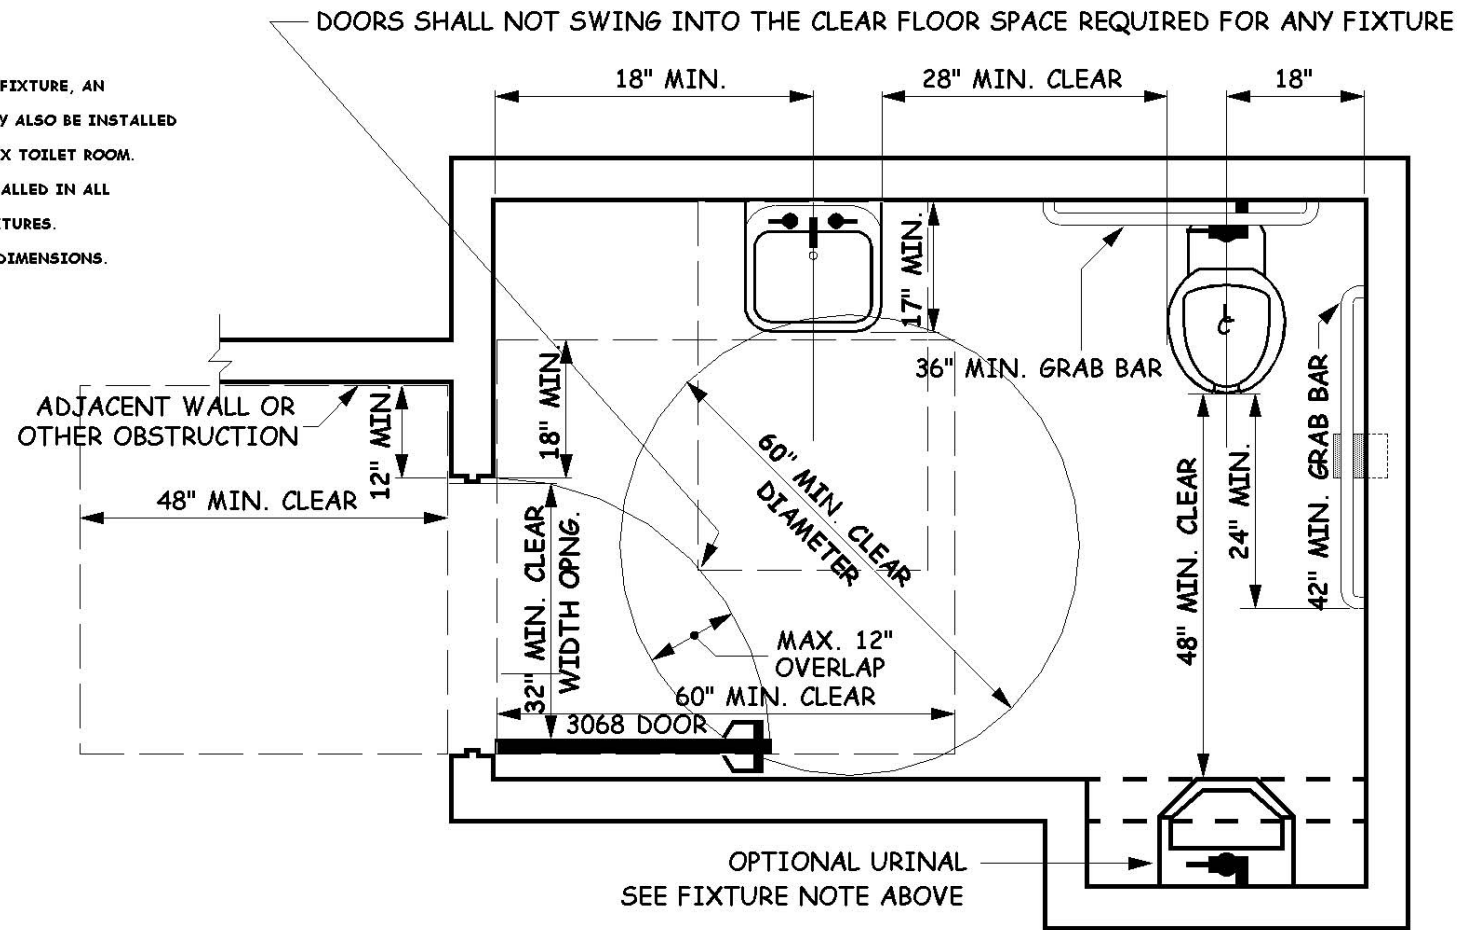 DOORS SHALL NOT SWING INTO THE CLEAR FLOOR SPACE REQUIRED FOR ANY FIXTURE
18" MIN.
28" MIN. CLEAR
18"
FIXTURE, AN
ALSO BE INSTALLED
X TOILET ROOM.
ALLED IN ALL
TURES.
DIMENSIONS.
17" MIN.
36" MIN. GRAB BAR
42" MIN. GRAB BAR
18" MIN.
12" MIN.
ADJACENT WALL OR
OTHER OBSTRUCTION
48" MIN. CLEAR
60" MIN. CLEAR
DIAMETER
48" MIN. CLEAR
24" MIN.
32" MIN. CLEAR
WIDTH OPNG.
MAX. 12"
OVERLAP
60" MIN. CLEAR
3068 DOOR
OPTIONAL URINAL
SEE FIXTURE NOTE ABOVE